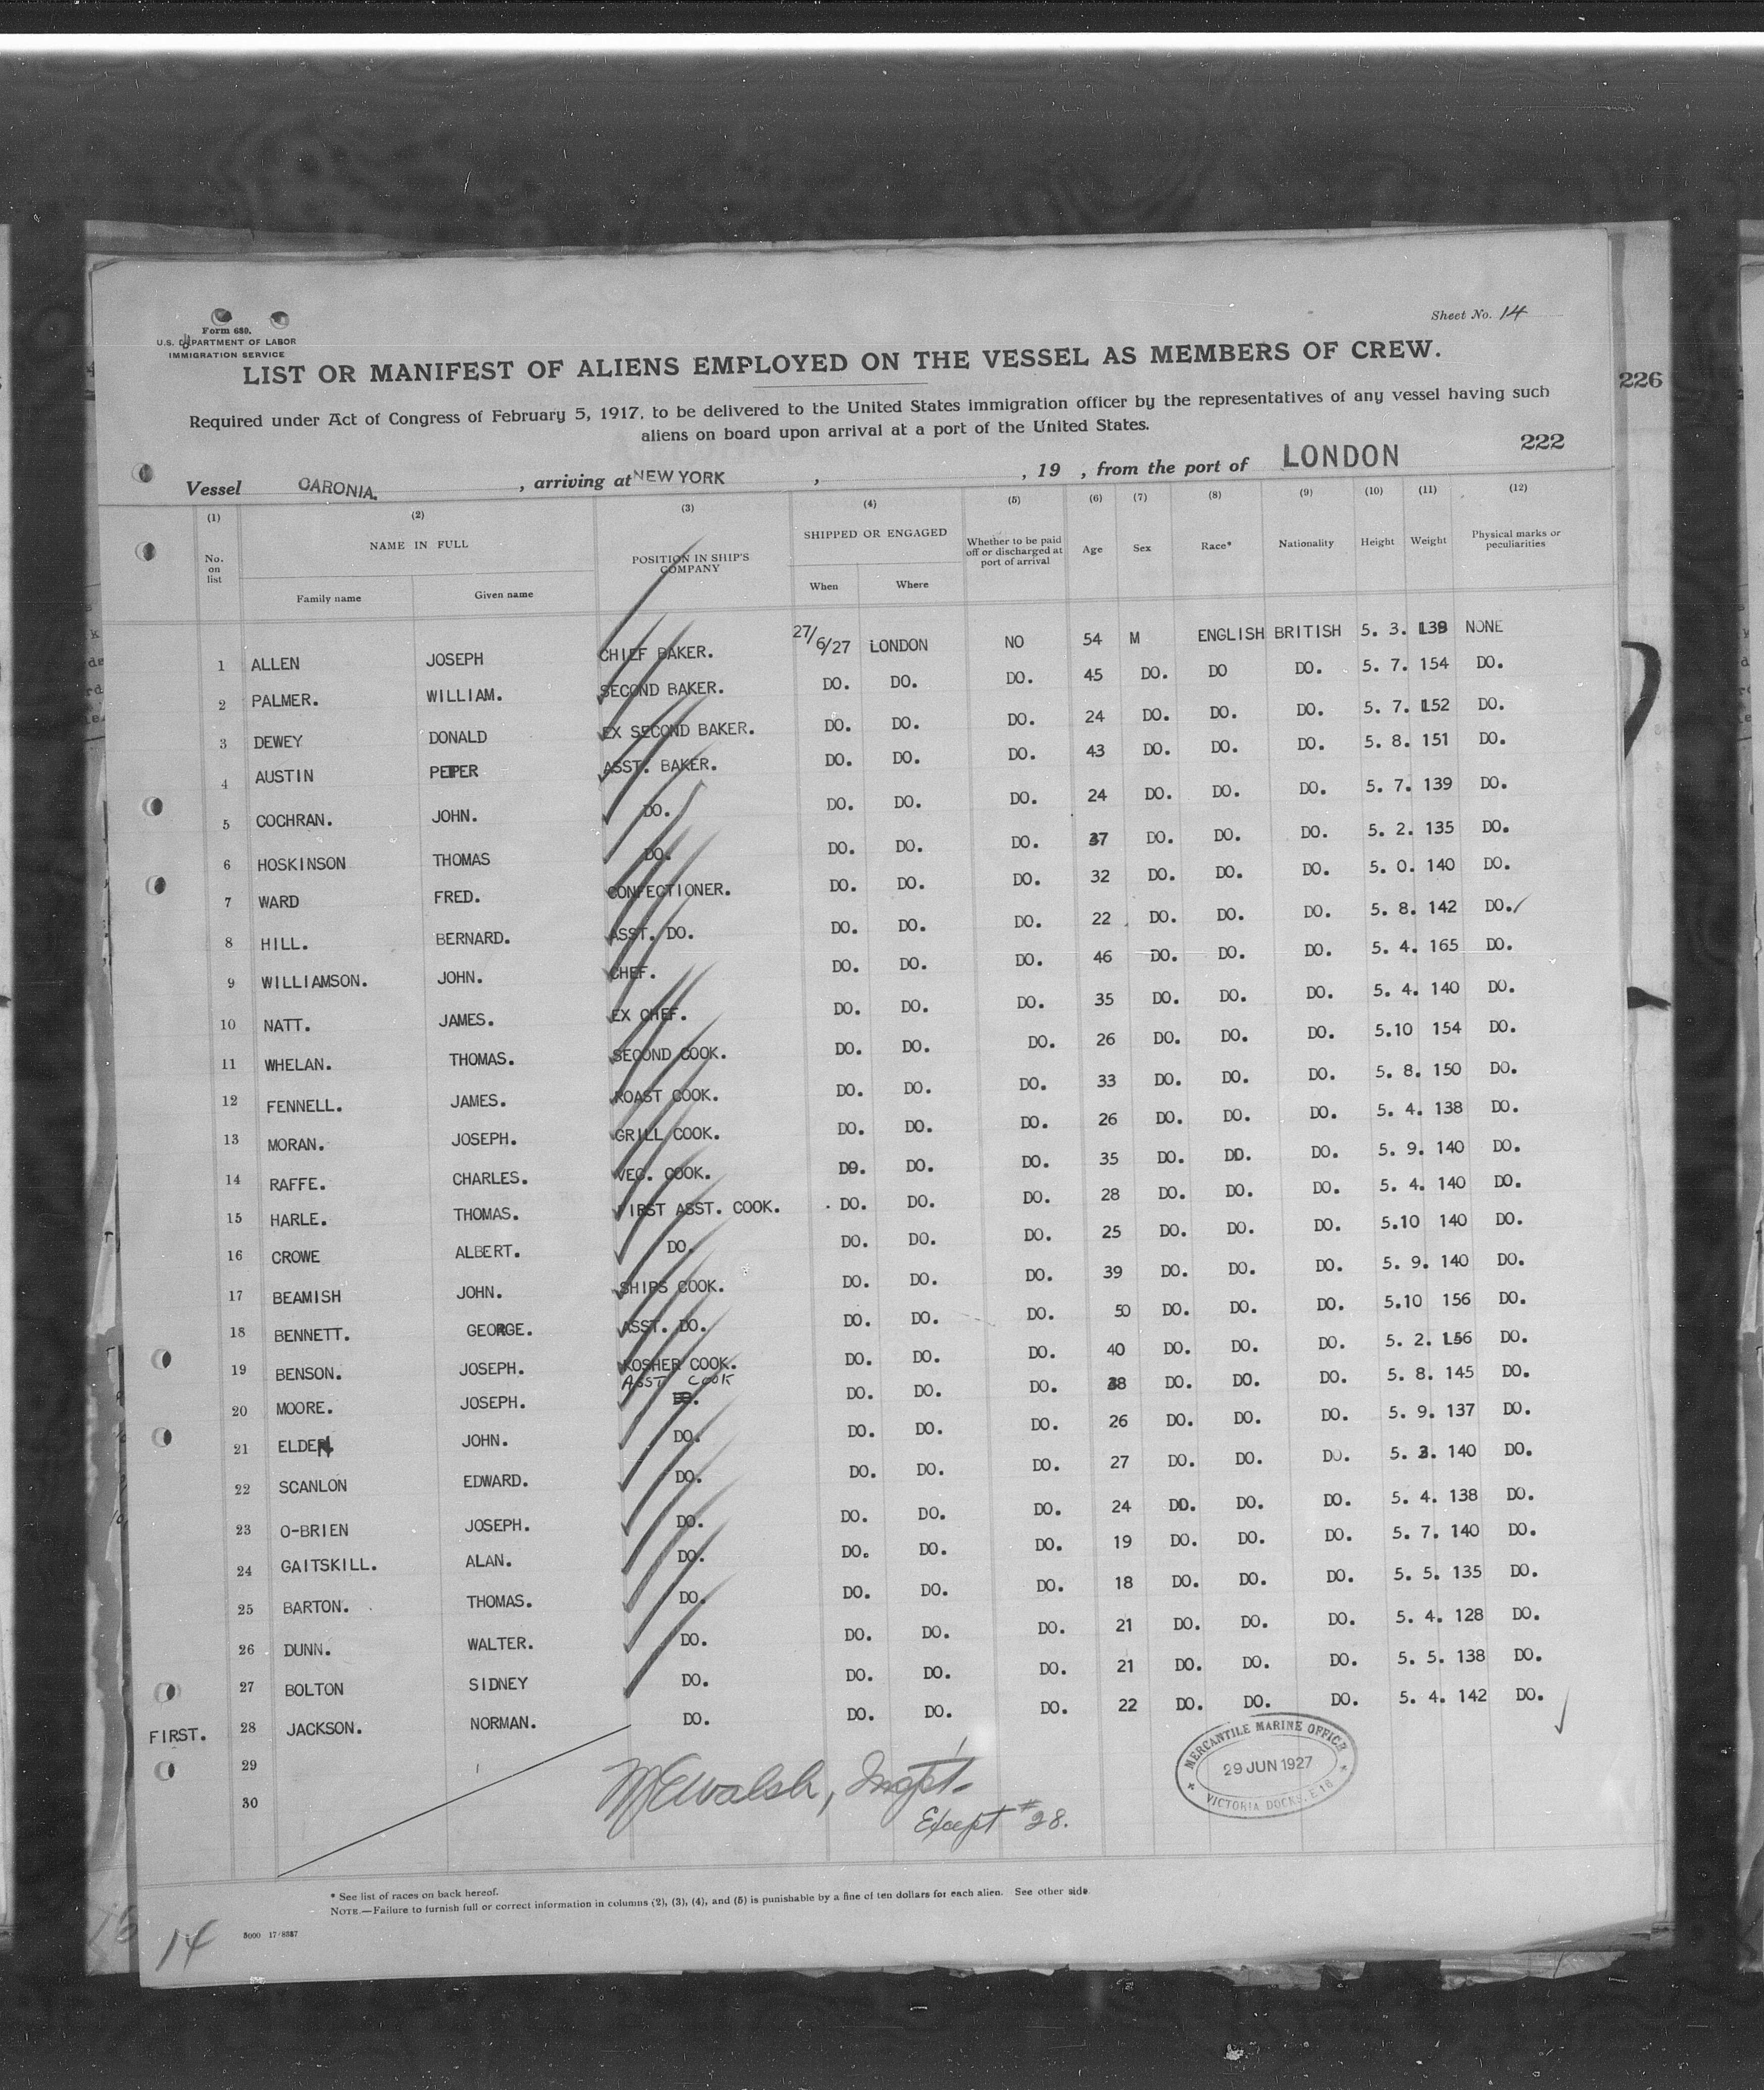 Form 680.
U.S. DEPARTMENT OF LABOR
IMMIGRATION SERVICE
Sheet No. 14
LIST OR MANIFEST OF ALIENS EMPLOYED ON THE VESSEL AS MEMBERS OF CREW.
226
Required under Act of Congress of February 5, 1917, to be delivered to the United States immigration officer by the representatives of any vessel having such
aliens on board upon arrival at a port of the United States.
222
Vessel CARONIA. , arriving at NEW YORK , , 19 , from the port of LONDON
(1) (2) (3) (4) (5) (6) (7) (8) (9) (10) (11) (12)
No. on list NAME IN FULL POSITION IN SHIP'S COMPANY SHIPPED OR ENGAGED Whether to be paid off or discharged at port of arrival Age Sex Race* Nationality Height Weight Physical marks or peculiarities
Family name Given name When Where
1 ALLEN JOSEPH CHIEF BAKER. 27/6/27 LONDON NO 54 M ENGLISH BRITISH 5. 3. 139 NONE
2 PALMER. WILLIAM. SECOND BAKER. DO. DO. DO. 45 DO. DO DO. 5. 7. 154 DO.
3 DEWEY DONALD EX SECOND BAKER. DO. DO. DO. 24 DO. DO. DO. 5. 7. 152 DO.
4 AUSTIN PETER ASST. BAKER. DO. DO. DO. 43 DO. DO. DO. 5. 8. 151 DO.
5 COCHRAN. JOHN. DO. DO. DO. DO. 24 DO. DO. DO. 5. 7. 139 DO.
6 HOSKINSON THOMAS DO. DO. DO. DO. 37 DO. DO. DO. 5. 2. 135 DO.
7 WARD FRED. CONFECTIONER. DO. DO. DO. 32 DO. DO. DO. 5. 0. 140 DO.
8 HILL. BERNARD. ASST. DO. DO. DO. DO. 22 DO. DO. DO. 5. 8. 142 DO.
9 WILLIAMSON. JOHN. CHEF. DO. DO. DO. 46 DO. DO. DO. 5. 4. 165 DO.
10 NATT. JAMES. EX CHEF. DO. DO. DO. 35 DO. DO. DO. 5. 4. 140 DO.
11 WHELAN. THOMAS. SECOND COOK. DO. DO. DO. 26 DO. DO. DO. 5.10 154 DO.
12 FENNELL. JAMES. ROAST COOK. DO. DO. DO. 33 DO. DO. DO. 5. 8. 150 DO.
13 MORAN. JOSEPH. GRILL COOK. DO. DO. DO. 26 DO. DO. DO. 5. 4. 138 DO.
14 RAFFE. CHARLES. VEG. COOK. DO. DO. DO. 35 DO. DO. DO. 5. 9. 140 DO.
15 HARLE. THOMAS. FIRST ASST. COOK. DO. DO. DO. 28 DO. DO. DO. 5. 4. 140 DO.
16 CROWE ALBERT. DO. DO. DO. DO. 25 DO. DO. DO. 5.10 140 DO.
17 BEAMISH JOHN. SHIPS COOK. DO. DO. DO. 39 DO. DO. DO. 5. 9. 140 DO.
18 BENNETT. GEORGE. ASST. DO. DO. DO. DO. 50 DO. DO. DO. 5.10 156 DO.
19 BENSON. JOSEPH. KOSHER COOK. DO. DO. DO. 40 DO. DO. DO. 5. 2. 156 DO.
20 MOORE. JOSEPH. ASST COOK DO. DO. DO. DO. 38 DO. DO. DO. 5. 8. 145 DO.
21 ELDER JOHN. DO. DO. DO. DO. 26 DO. DO. DO. 5. 9. 137 DO.
22 SCANLON EDWARD. DO. DO. DO. DO. 27 DO. DO. DO. 5. 3. 140 DO.
23 O-BRIEN JOSEPH. DO. DO. DO. DO. 24 DO. DO. DO. 5. 4. 138 DO.
24 GAITSKILL. ALAN. DO. DO. DO. DO. 19 DO. DO. DO. 5. 7. 140 DO.
25 BARTON. THOMAS. DO. DO. DO. DO. 18 DO. DO. DO. 5. 5. 135 DO.
26 DUNN. WALTER. DO. DO. DO. DO. 21 DO. DO. DO. 5. 4. 128 DO.
27 BOLTON SIDNEY DO. DO. DO. DO. 21 DO. DO. DO. 5. 5. 138 DO.
FIRST. 28 JACKSON. NORMAN. DO. DO. DO. DO. 22 DO. DO. DO. 5. 4. 142 DO.
29
30
McWalsh, Inspt.
Except #28.
MERCANTILE MARINE OFFICE
29 JUN 1927
VICTORIA DOCKS. E 16
* See list of races on back hereof.
NOTE.—Failure to furnish full or correct information in columns (2), (3), (4), and (5) is punishable by a fine of ten dollars for each alien. See other side.
14